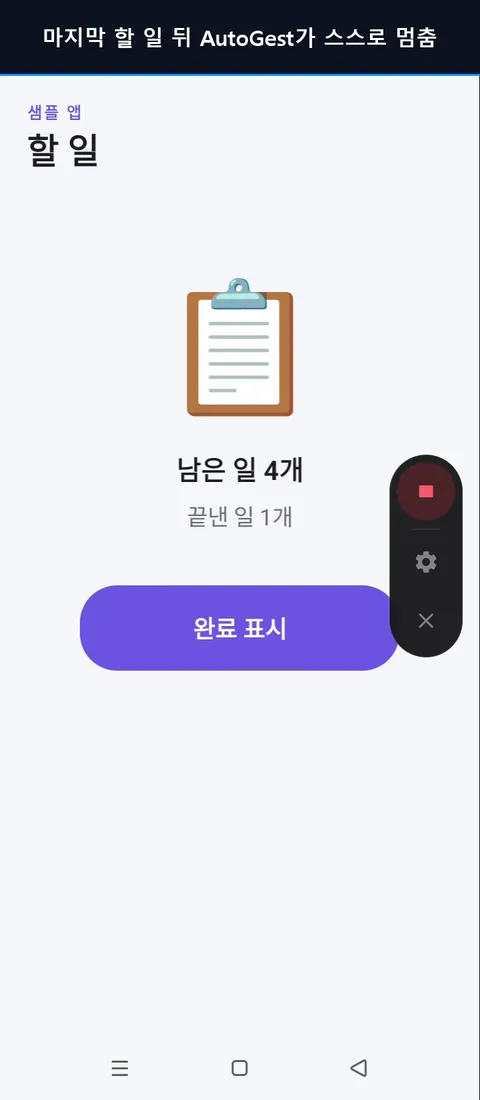 마지막 할 일 뒤 AutoGest가 스스로 멈춤
샘플 앱
할 일
남은 일 4개
끝낸 일 1개
완료 표시